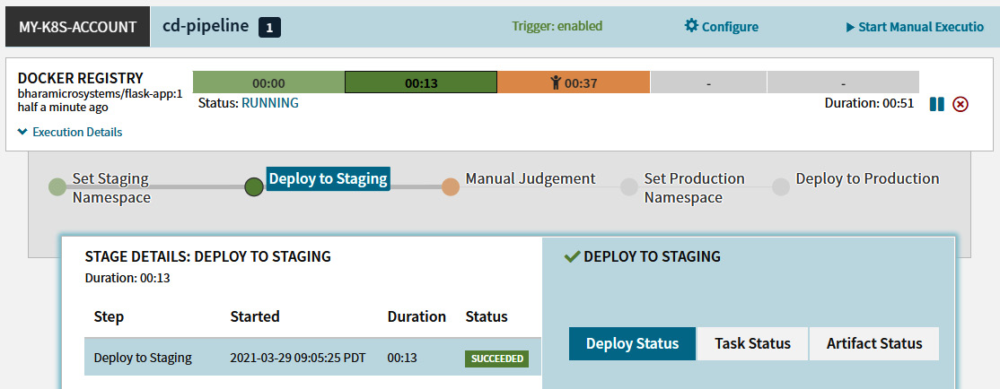 MY-K8S-ACCOUNT cd-pipeline 1 Trigger: enabled Configure Start Manual Executio
DOCKER REGISTRY
bharamicrosystems/flask-app:1
half a minute ago
00:00 00:13 00:37 - -
Status: RUNNING Duration: 00:51
Execution Details
Set Staging
Namespace
Deploy to Staging
Manual Judgement
Set Production
Namespace
Deploy to Production
STAGE DETAILS: DEPLOY TO STAGING
Duration: 00:13
Step Started Duration Status
Deploy to Staging 2021-03-29 09:05:25 PDT 00:13 SUCCEEDED
DEPLOY TO STAGING
Deploy Status Task Status Artifact Status